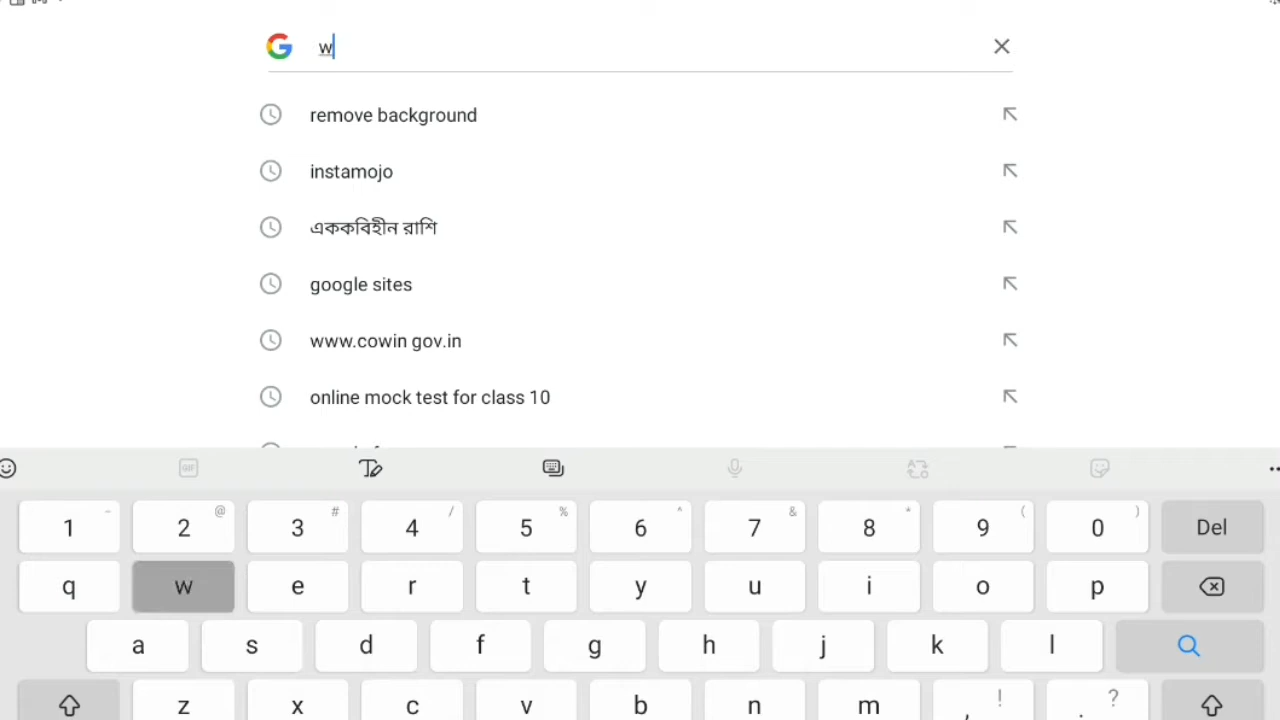 w
remove background
instamojo
এককবিহীন রাশি
google sites
www.cowin gov.in
online mock test for class 10
GIF
1 2 @ 3 # 4 / 5 % 6 ^ 7 & 8 * 9 ( 0 ) Del
q w e r t y u i o p
a s d f g h j k l
z x c v b n m , ! . ?